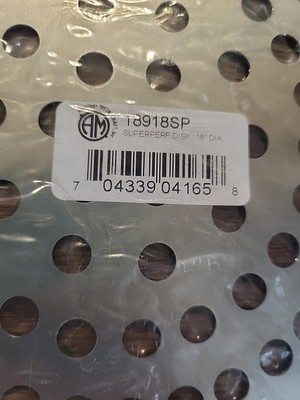 AM
18918SP
SUPERPERF DISK, 18" DIA
7 04339 04165 8